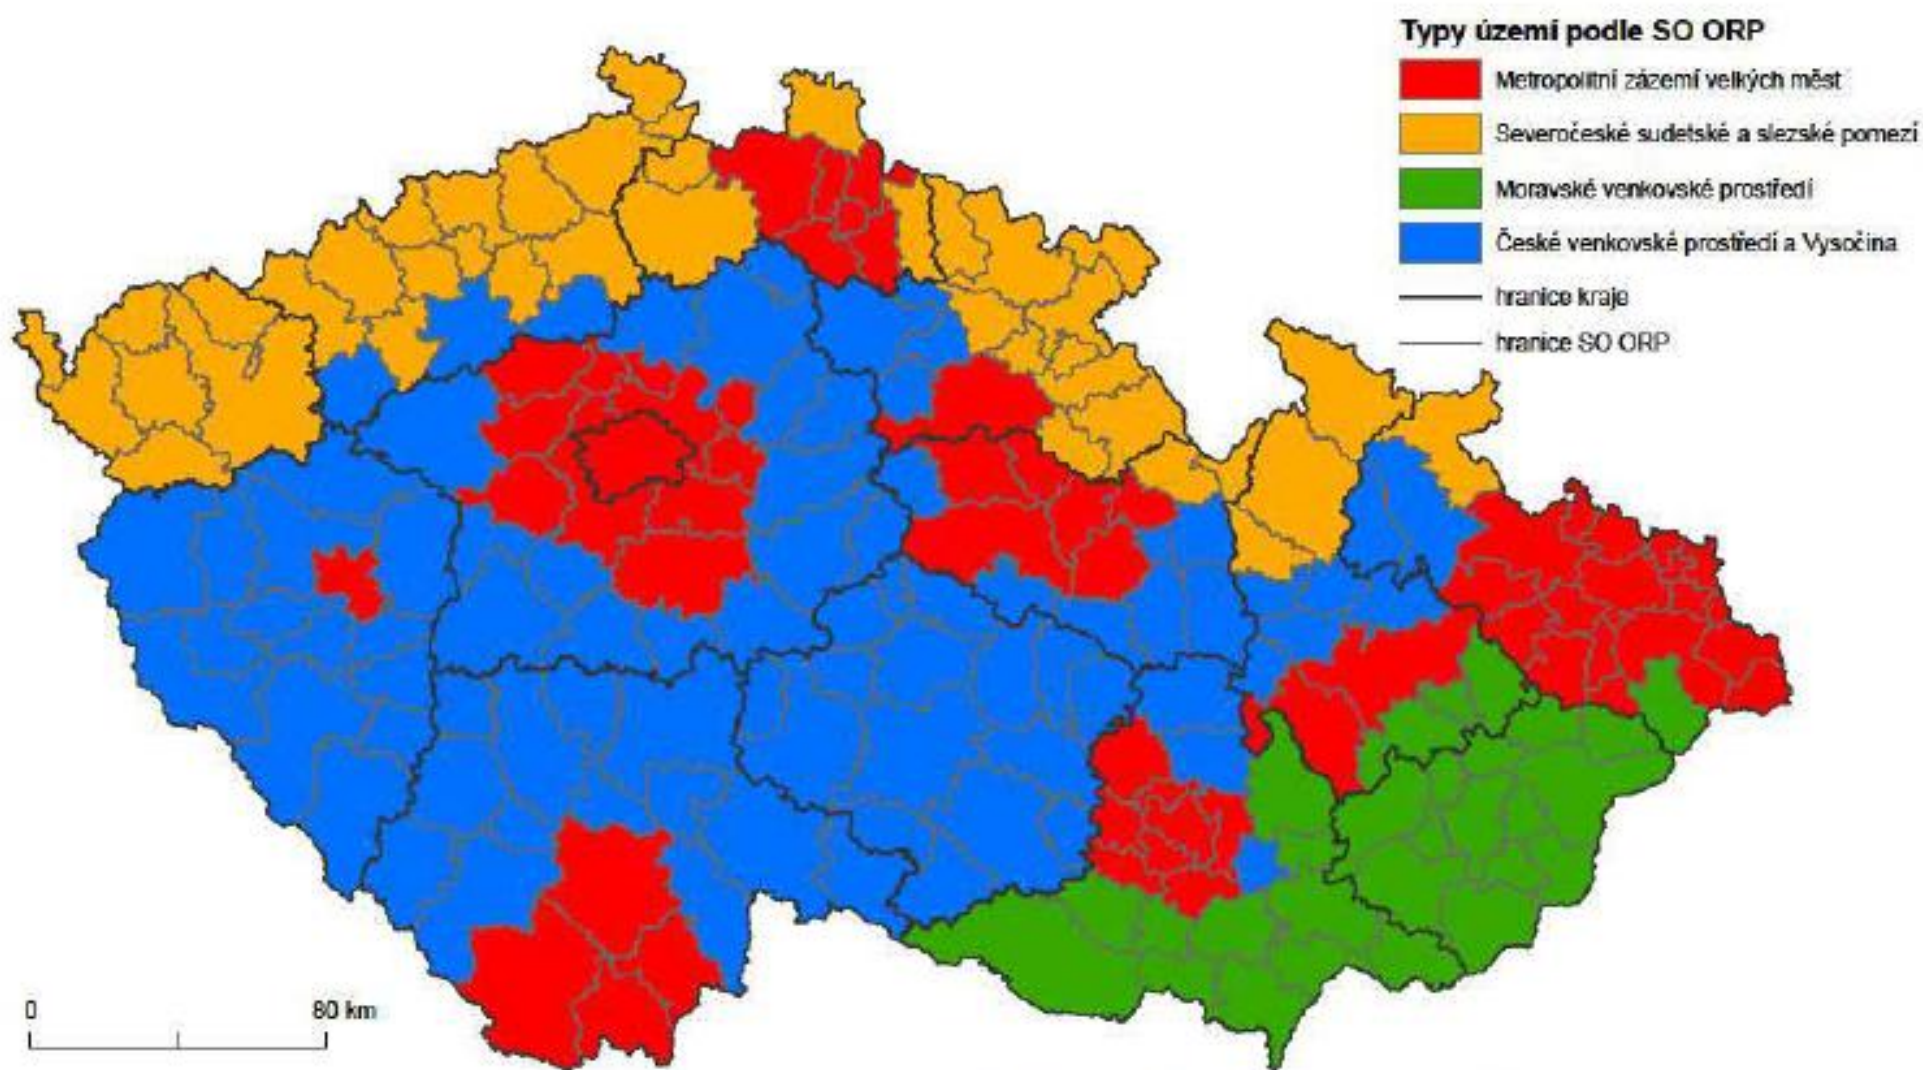 Typy území podle SO ORP
Metropolitní zázemí velkých měst
Severočeské sudetské a slezské pomezí
Moravské venkovské prostředí
České venkovské prostředí a Vysočina
hranice kraje
hranice SO ORP
0 80 km